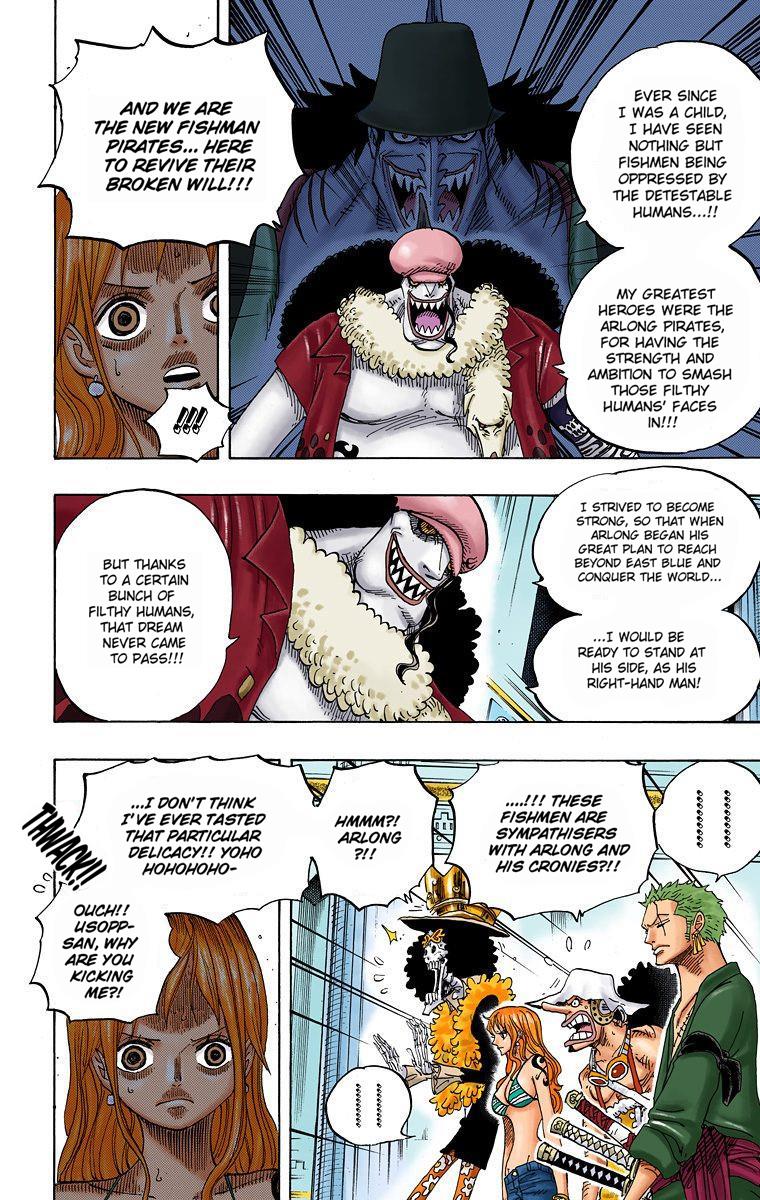 EVER SINCE
I WAS A CHILD,
I HAVE SEEN
NOTHING BUT
FISHMEN BEING
OPPRESSED BY
THE DETESTABLE
HUMANS...!!
MY GREATEST
HEROES WERE THE
ARLONG PIRATES,
FOR HAVING THE
STRENGTH AND
AMBITION TO SMASH
THOSE FILTHY
HUMANS' FACES
IN!!!
AND WE ARE
THE NEW FISHMAN
PIRATES... HERE
TO REVIVE THEIR
BROKEN WILL!!!
!!!
I STRIVED TO BECOME
STRONG, SO THAT WHEN
ARLONG BEGAN HIS
GREAT PLAN TO REACH
BEYOND EAST BLUE AND
CONQUER THE WORLD...
...I WOULD BE
READY TO STAND AT
HIS SIDE, AS HIS
RIGHT-HAND MAN!
BUT THANKS
TO A CERTAIN
BUNCH OF
FILTHY HUMANS,
THAT DREAM
NEVER CAME
TO PASS!!!
....!!! THESE
FISHMEN ARE
SYMPATHISERS
WITH ARLONG AND
HIS CRONIES?!!
HMMM?!
ARLONG
?!!
...I DON'T THINK
I'VE EVER TASTED
THAT PARTICULAR
DELICACY!! YOHO
HOHOHOHO-
THWACK!!
OUCH!!
USOPP-
SAN, WHY
ARE YOU
KICKING
ME?!